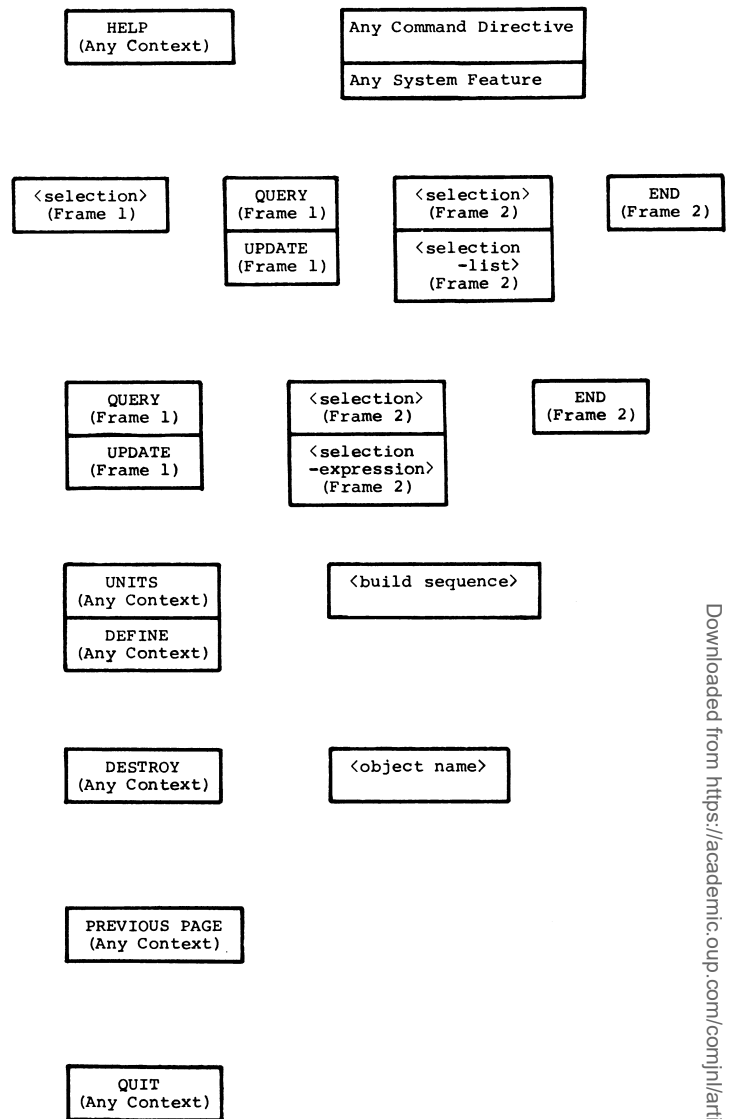 HELP
(Any Context)
Any Command Directive
Any System Feature
<selection>
(Frame 1)
QUERY
(Frame 1)
UPDATE
(Frame 1)
<selection>
(Frame 2)
<selection
-list>
(Frame 2)
END
(Frame 2)
QUERY
(Frame 1)
UPDATE
(Frame 1)
<selection>
(Frame 2)
<selection
-expression>
(Frame 2)
END
(Frame 2)
UNITS
(Any Context)
DEFINE
(Any Context)
<build sequence>
DESTROY
(Any Context)
<object name>
PREVIOUS PAGE
(Any Context)
QUIT
(Any Context)
Downloaded from https://academic.oup.com/comjnl/arti